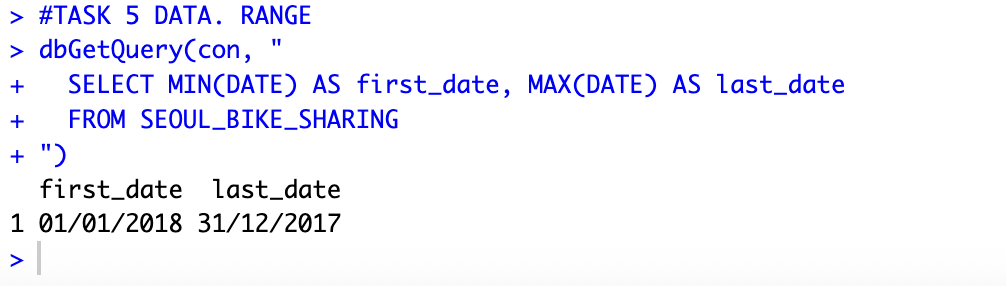 > #TASK 5 DATA. RANGE
> dbGetQuery(con, "
+   SELECT MIN(DATE) AS first_date, MAX(DATE) AS last_date
+   FROM SEOUL_BIKE_SHARING
+ ")
  first_date  last_date
1 01/01/2018 31/12/2017
>